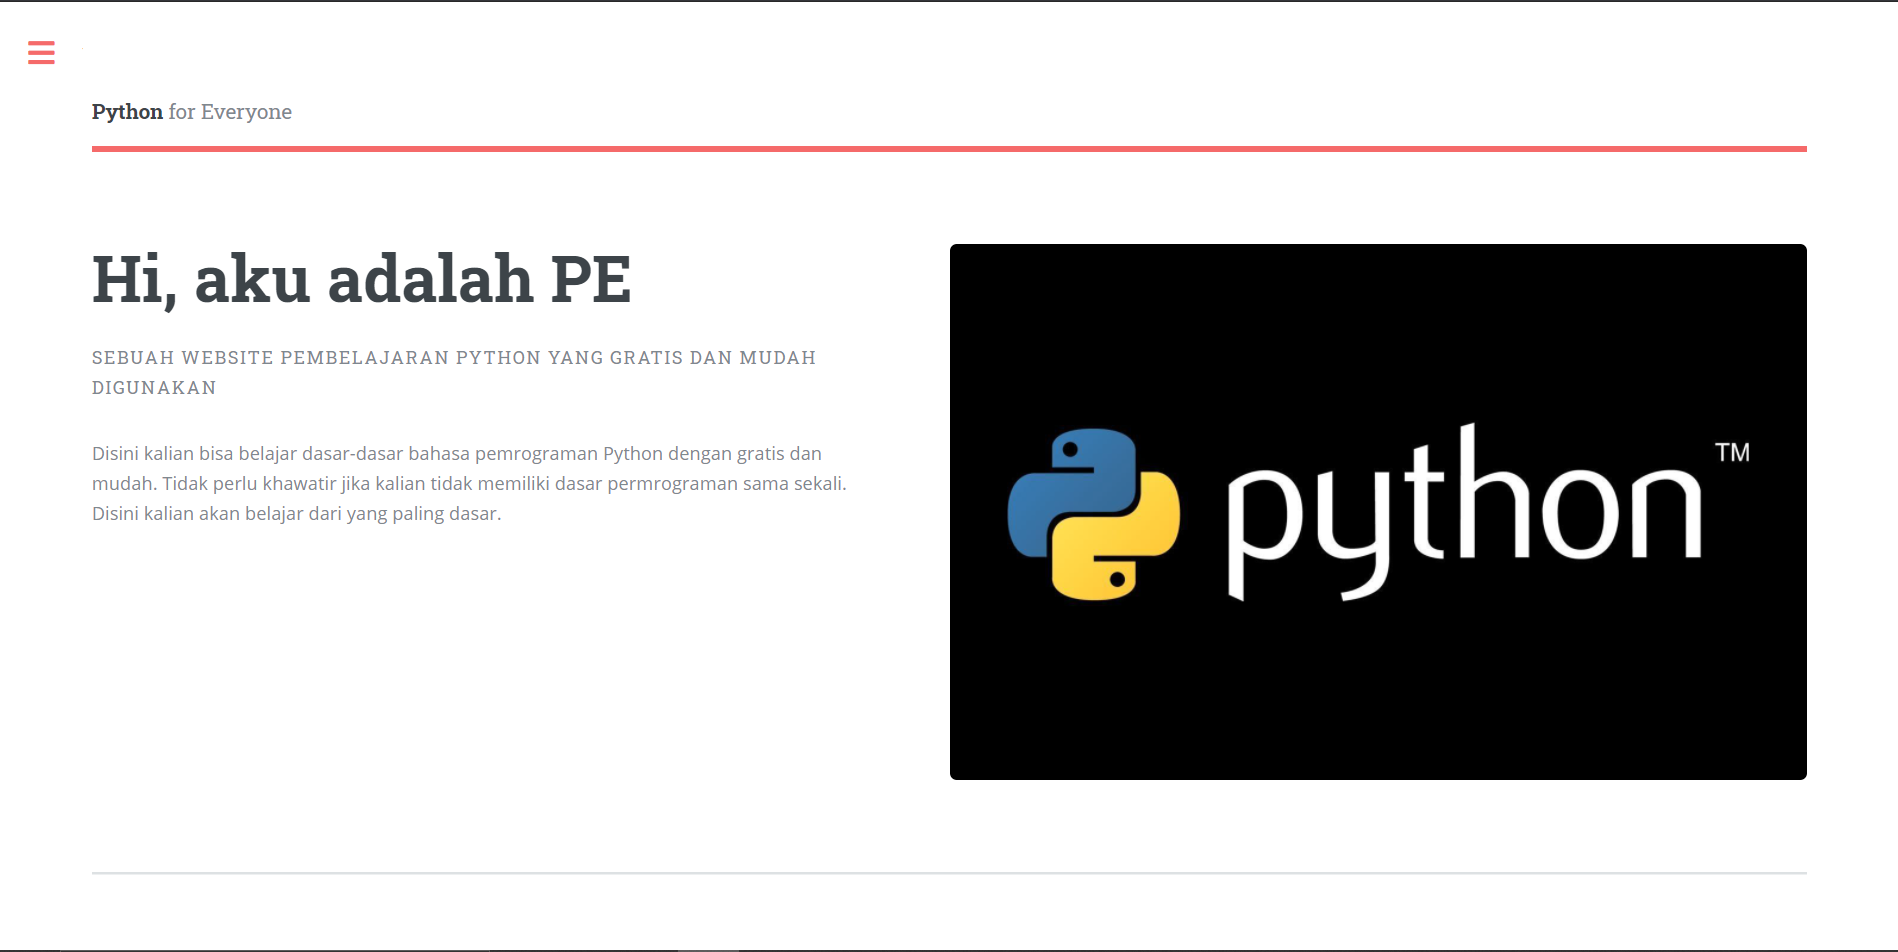 Python for Everyone
Hi, aku adalah PE
SEBUAH WEBSITE PEMBELAJARAN PYTHON YANG GRATIS DAN MUDAH
DIGUNAKAN
Disini kalian bisa belajar dasar-dasar bahasa pemrograman Python dengan gratis dan
mudah. Tidak perlu khawatir jika kalian tidak memiliki dasar permrograman sama sekali.
Disini kalian akan belajar dari yang paling dasar.
python TM